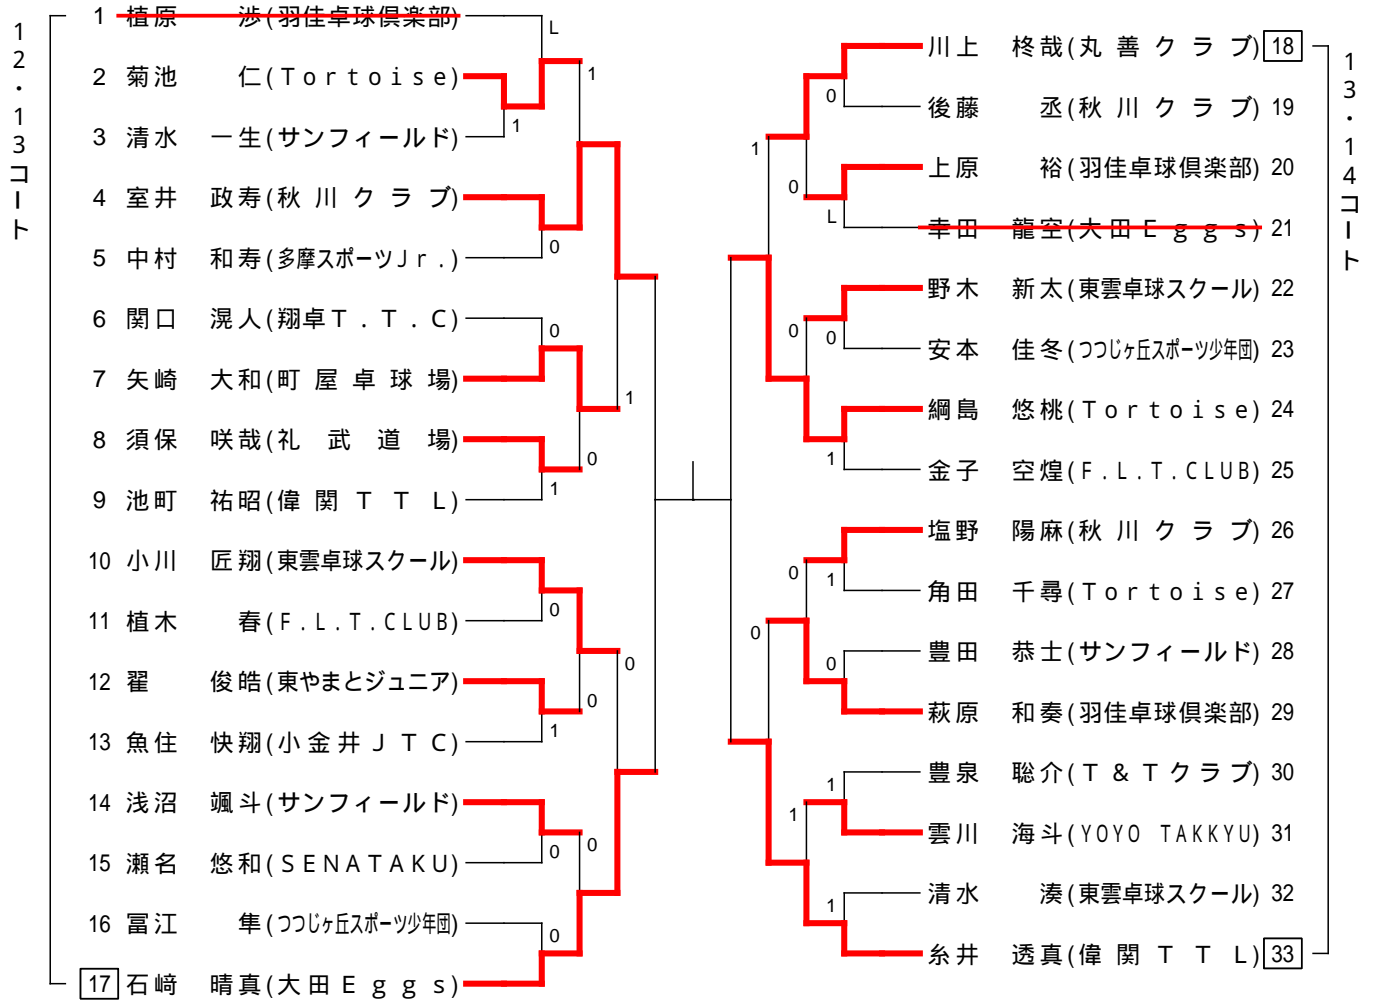 12・13コート
1 植原 渉(羽佳卓球倶楽部)
L
2 菊池 仁(Tortoise)
1
1
3 清水 一生(サンフィールド)
4 室井 政寿(秋川クラブ)
0
5 中村 和寿(多摩スポーツJr.)
6 関口 滉人(翔卓T.T.C)
0
7 矢崎 大和(町屋卓球場)
1
8 須保 咲哉(礼武道場)
0
1
9 池町 祐昭(偉関TTL)
10 小川 匠翔(東雲卓球スクール)
0
11 植木 春(F.L.T.CLUB)
0
12 翟 俊皓(東やまとジュニア)
0
1
13 魚住 快翔(小金井JTC)
14 浅沼 颯斗(サンフィールド)
0
0
15 瀬名 悠和(SENATAKU)
16 冨江 隼(つつじヶ丘スポーツ少年団)
0
17 石﨑 晴真(大田Eggs)
13・14コート
川上 柊哉(丸善クラブ) 18
0
後藤 丞(秋川クラブ) 19
1
上原 裕(羽佳卓球倶楽部) 20
0
L
幸田 龍空(大田Eggs) 21
野木 新太(東雲卓球スクール) 22
0
0
安本 佳冬(つつじヶ丘スポーツ少年団) 23
綱島 悠桃(Tortoise) 24
1
金子 空煌(F.L.T.CLUB) 25
塩野 陽麻(秋川クラブ) 26
0
1
角田 千尋(Tortoise) 27
0
豊田 恭士(サンフィールド) 28
0
萩原 和奏(羽佳卓球倶楽部) 29
豊泉 聡介(T&Tクラブ) 30
1
1
雲川 海斗(YOYO TAKKYU) 31
清水 湊(東雲卓球スクール) 32
1
糸井 透真(偉関TTL) 33